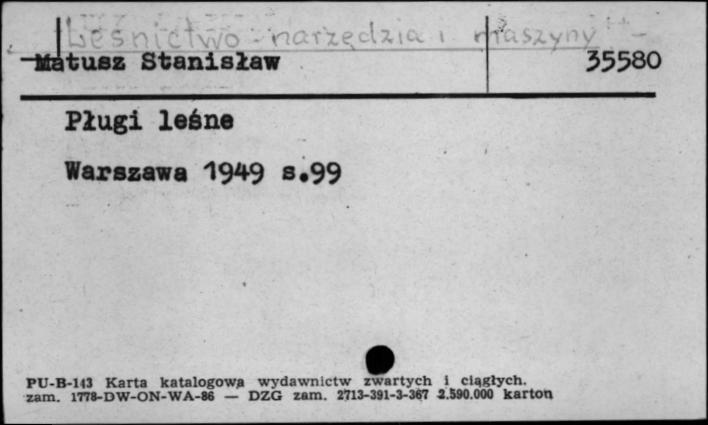 Leśnictwo - narzędzia i maszyny
Matusz Stanisław 35580
Pługi leśne
Warszawa 1949 s.99
PU-B-143 Karta katalogowa wydawnictw zwartych i ciągłych.
zam. 1778-DW-ON-WA-86 — DZG zam. 2713-391-3-367 2.590.000 karton